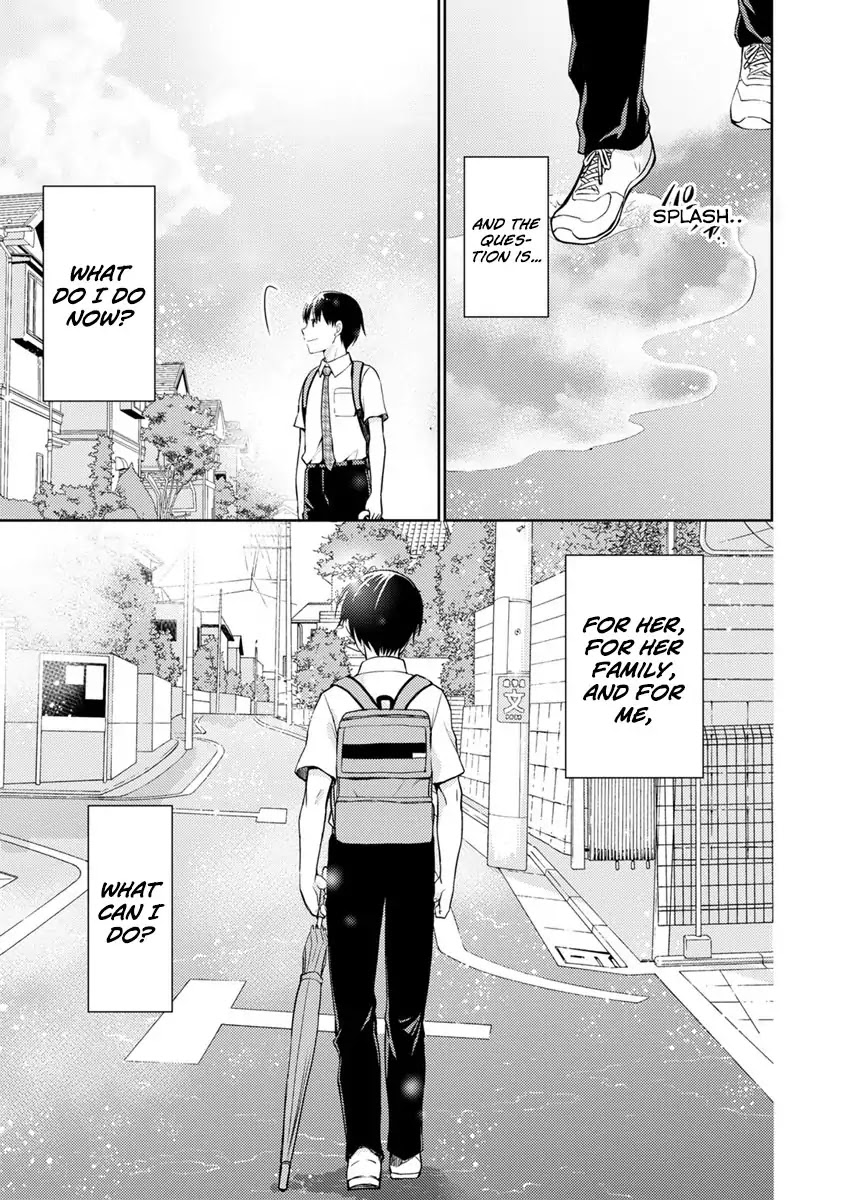 AND THE
QUES-
TION IS...
SPLASH..
WHAT
DO I DO
NOW?
FOR HER,
FOR HER
FAMILY,
AND FOR
ME,
文
WHAT
CAN I
DO?